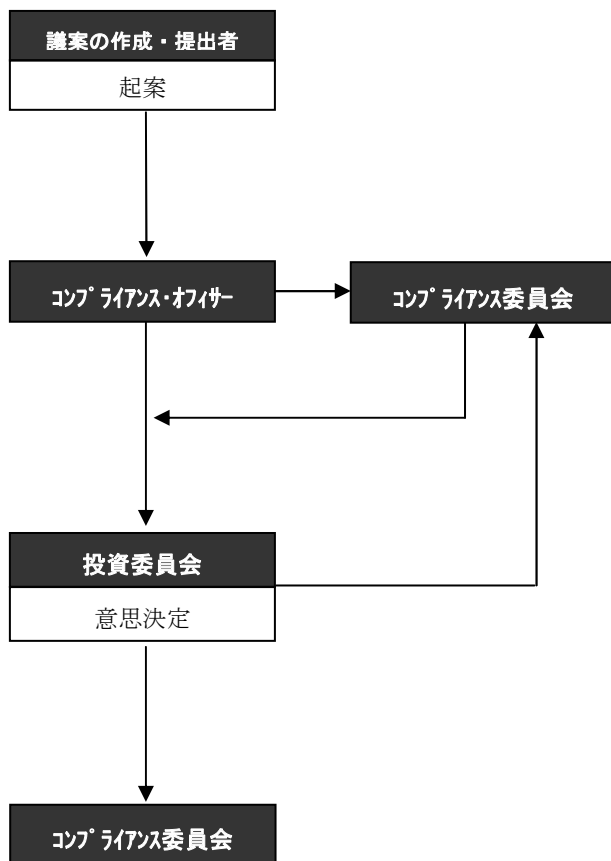 議案の作成・提出者
起案
ｺﾝﾌﾟﾗｲｱﾝｽ･ｵﾌｨｻｰ
ｺﾝﾌﾟﾗｲｱﾝｽ委員会
投資委員会
意思決定
ｺﾝﾌﾟﾗｲｱﾝｽ委員会